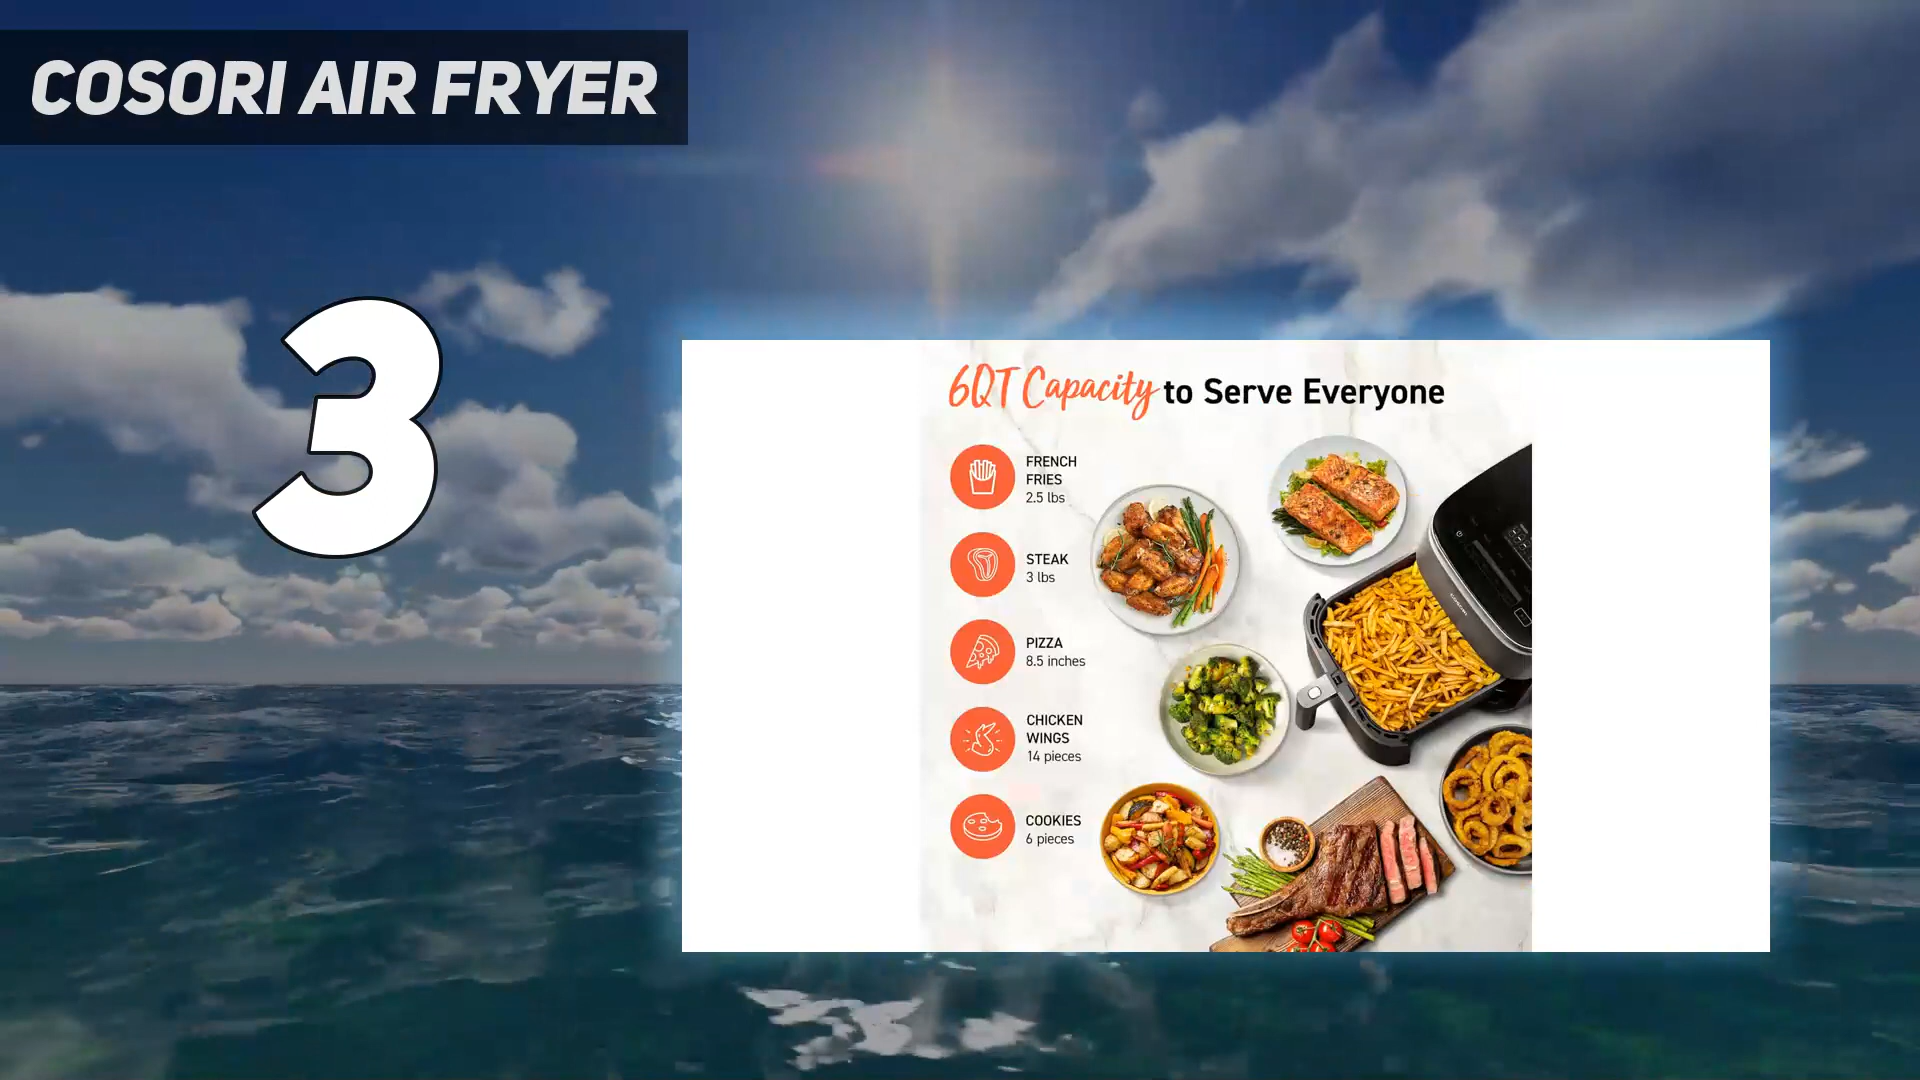 COSORI AIR FRYER
3
6QT Capacity to Serve Everyone
FRENCH
FRIES
2.5 lbs
STEAK
3 lbs
PIZZA
8.5 inches
CHICKEN
WINGS
14 pieces
COOKIES
6 pieces